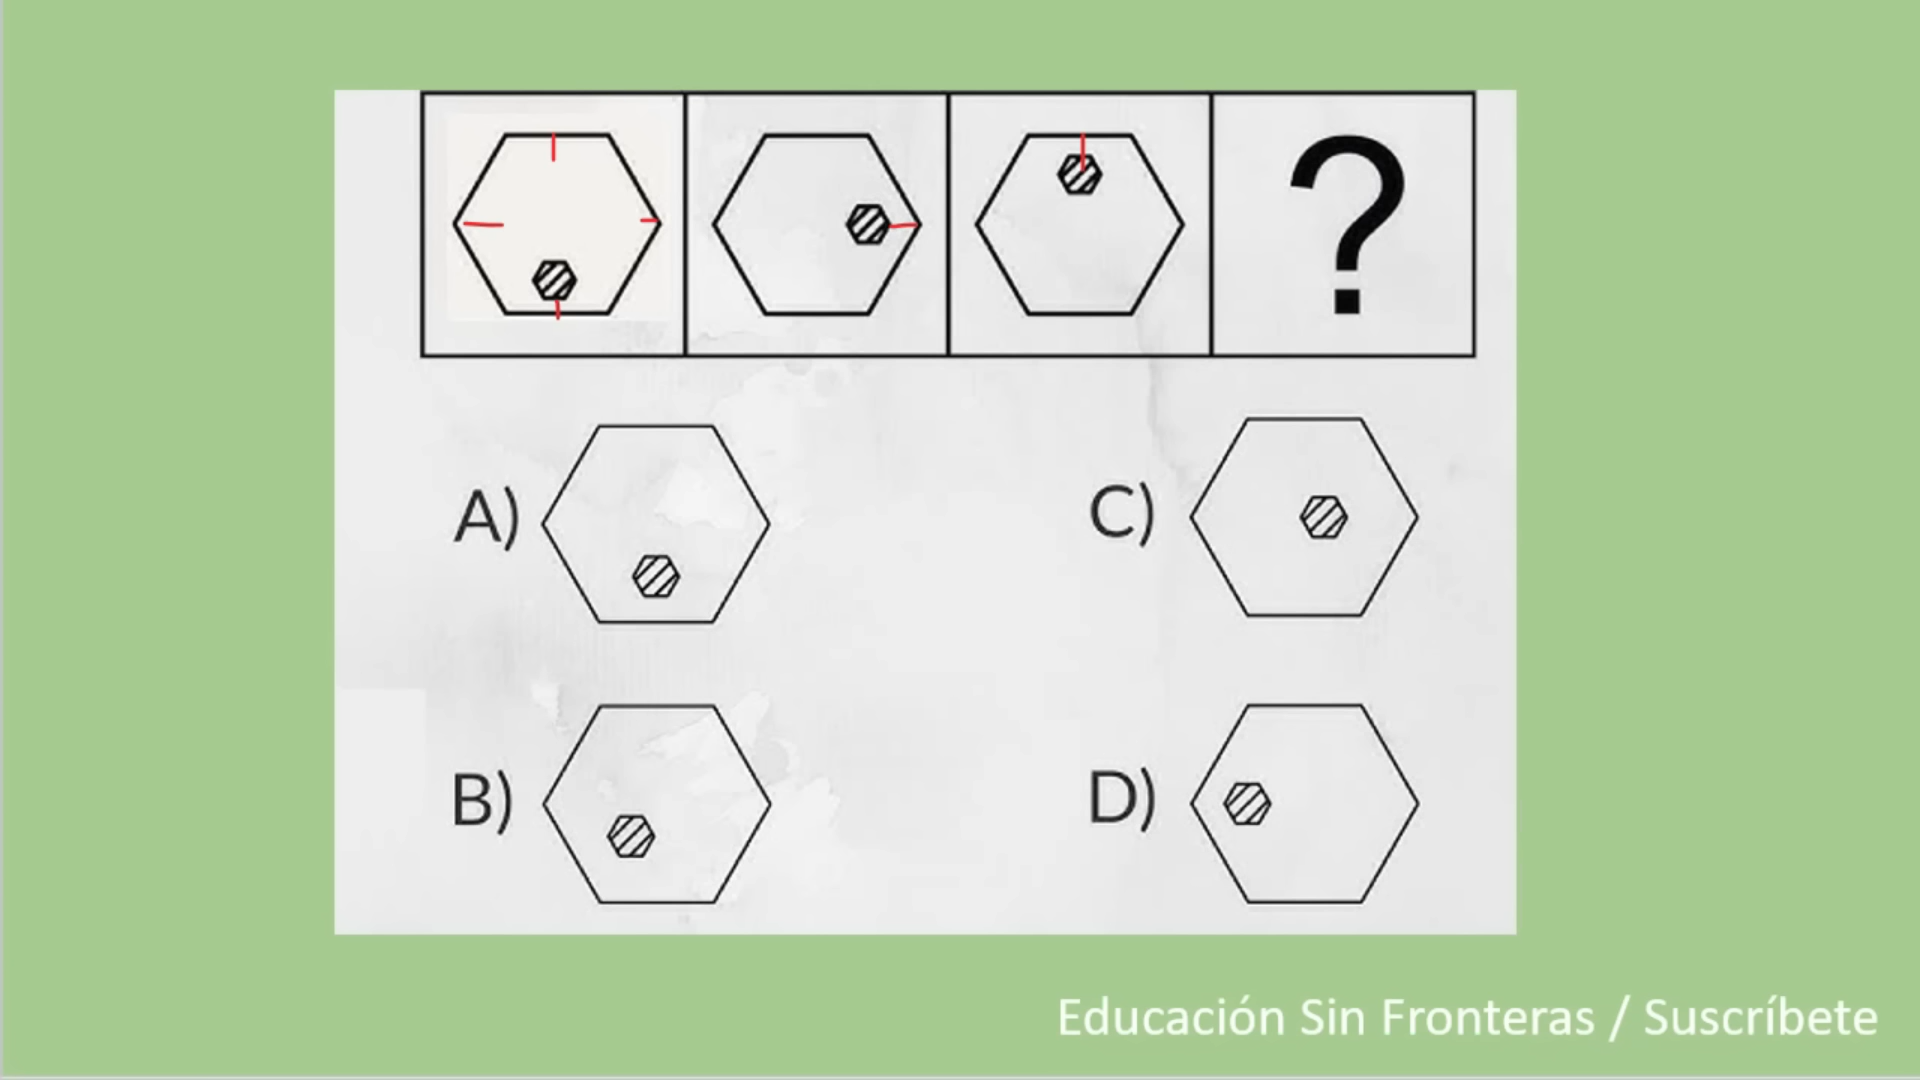 ?
A)
C)
B)
D)
Educación Sin Fronteras / Suscríbete